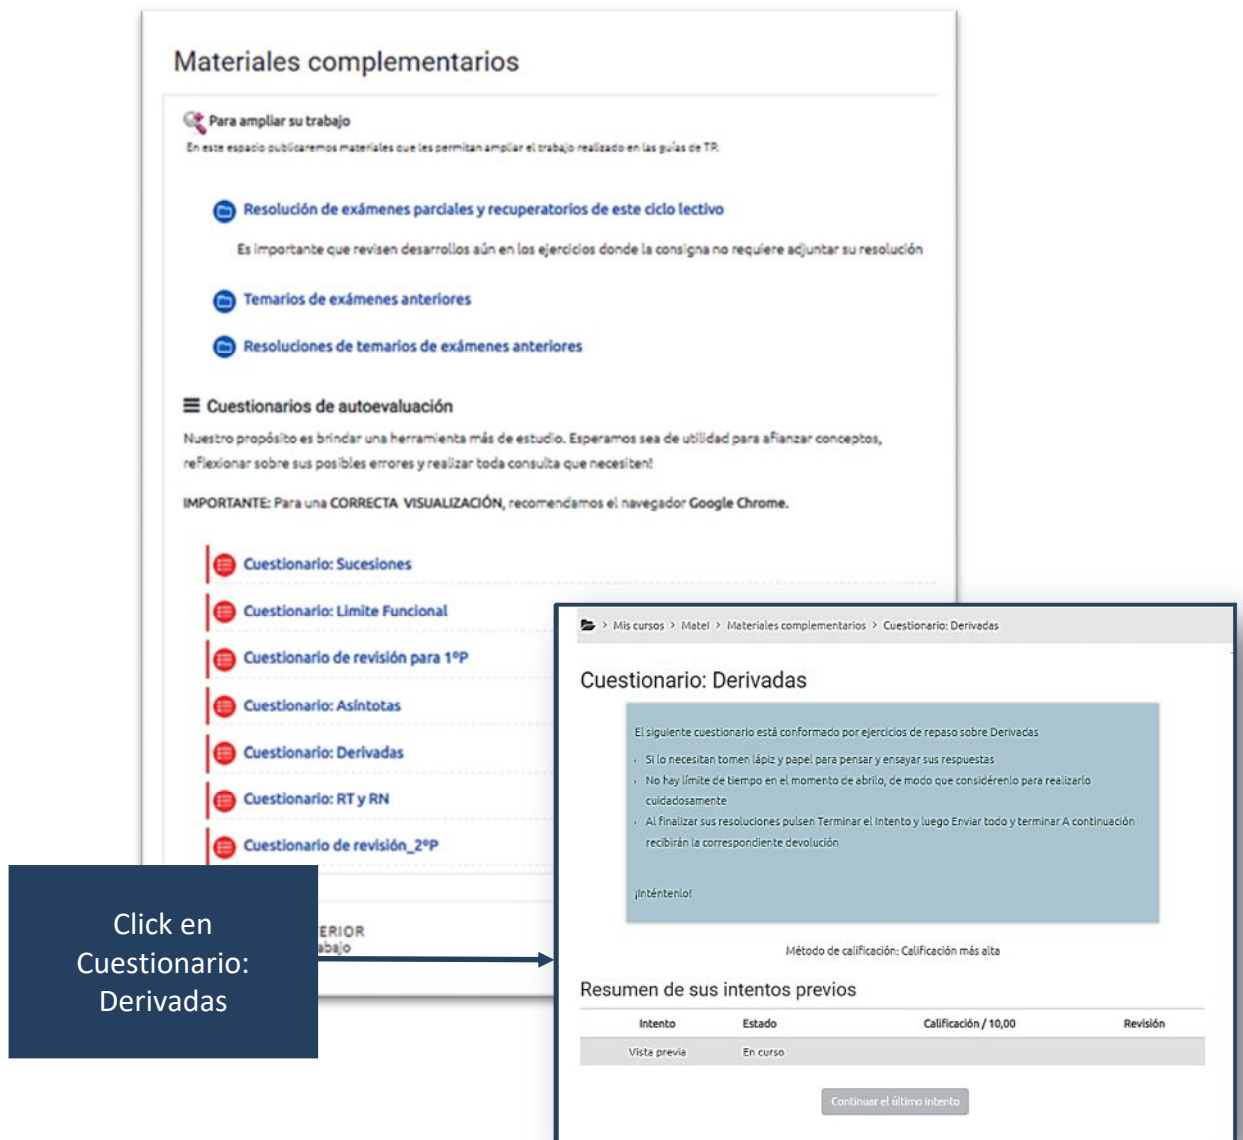 Materiales complementarios
Para ampliar su trabajo
En este espacio publicaremos materiales que les permitan ampliar el trabajo realizado en las guías de TP.
Resolución de exámenes parciales y recuperatorios de este ciclo lectivo
Es importante que revisen desarrollos aún en los ejercicios donde la consigna no requiere adjuntar su resolución
Temarios de exámenes anteriores
Resoluciones de temarios de exámenes anteriores
Cuestionarios de autoevaluación
Nuestro propósito es brindar una herramienta más de estudio. Esperamos sea de utilidad para afianzar conceptos,
reflexionar sobre sus posibles errores y realizar toda consulta que necesiten!
IMPORTANTE: Para una CORRECTA VISUALIZACIÓN, recomendamos el navegador Google Chrome.
Cuestionario: Sucesiones
Cuestionario: Limite Funcional
Cuestionario de revisión para 1ºP
Cuestionario: Asíntotas
Cuestionario: Derivadas
Cuestionario: RT y RN
Cuestionario de revisión_2ºP
ERIOR
abajo
Click en
Cuestionario:
Derivadas
> Mis cursos > MateI > Materiales complementarios > Cuestionario: Derivadas
Cuestionario: Derivadas
El siguiente cuestionario está conformado por ejercicios de repaso sobre Derivadas
Si lo necesitan tomen lápiz y papel para pensar y ensayar sus respuestas
No hay límite de tiempo en el momento de abrilo, de modo que considérenlo para realizarlo
cuidadosamente
Al finalizar sus resoluciones pulsen Terminar el Intento y luego Enviar todo y terminar A continuación
recibirán la correspondiente devolución
¡Inténtenlo!
Método de calificación: Calificación más alta
Resumen de sus intentos previos
Intento Estado Calificación / 10,00 Revisión
Vista previa En curso
Continuar el último intento